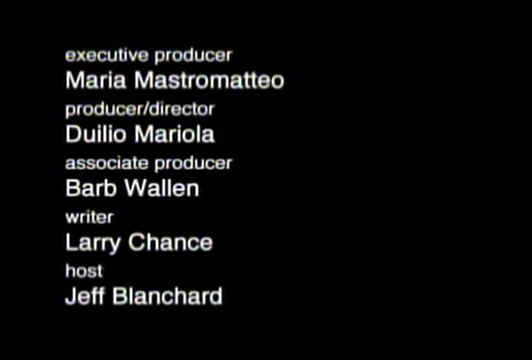 executive producer
Maria Mastromatteo
producer/director
Duilio Mariola
associate producer
Barb Wallen
writer
Larry Chance
host
Jeff Blanchard